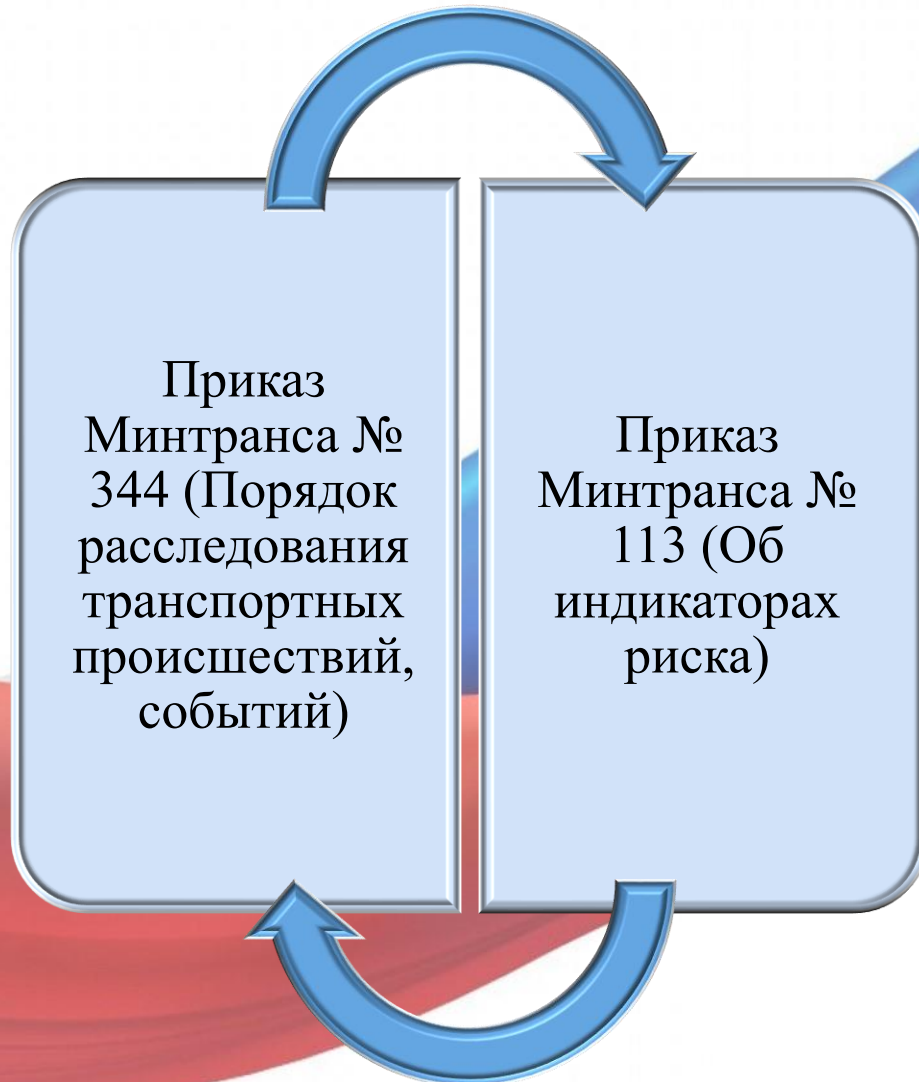 Приказ
Минтранса №
344 (Порядок
расследования
транспортных
происшествий,
событий)
Приказ
Минтранса №
113 (Об
индикаторах
риска)